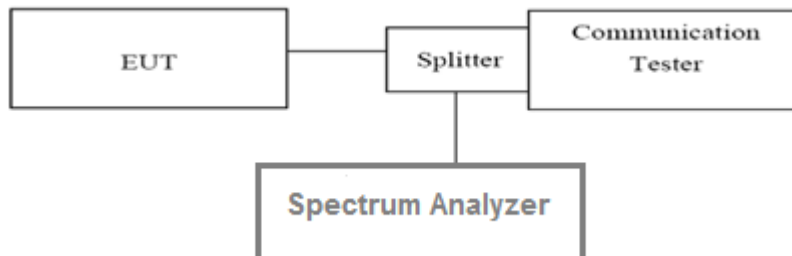 EUT
Splitter
Communication
Tester
Spectrum Analyzer